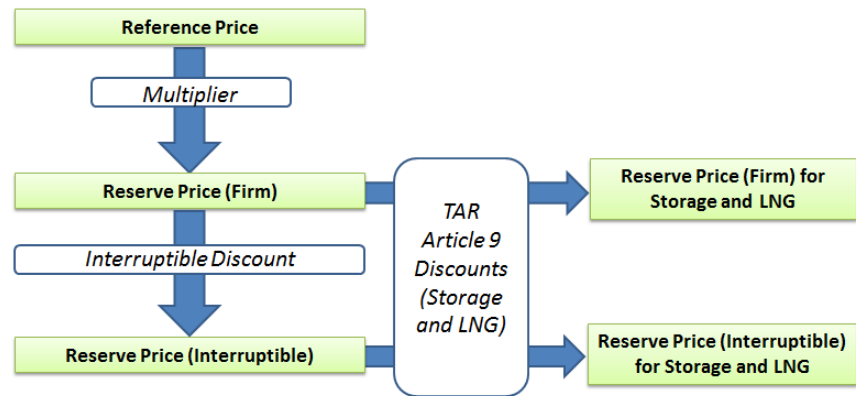 Reference Price
Multiplier
Reserve Price (Firm)
Interruptible Discount
Reserve Price (Interruptible)
TAR
Article 9
Discounts
(Storage
and LNG)
Reserve Price (Firm) for
Storage and LNG
Reserve Price (Interruptible)
for Storage and LNG